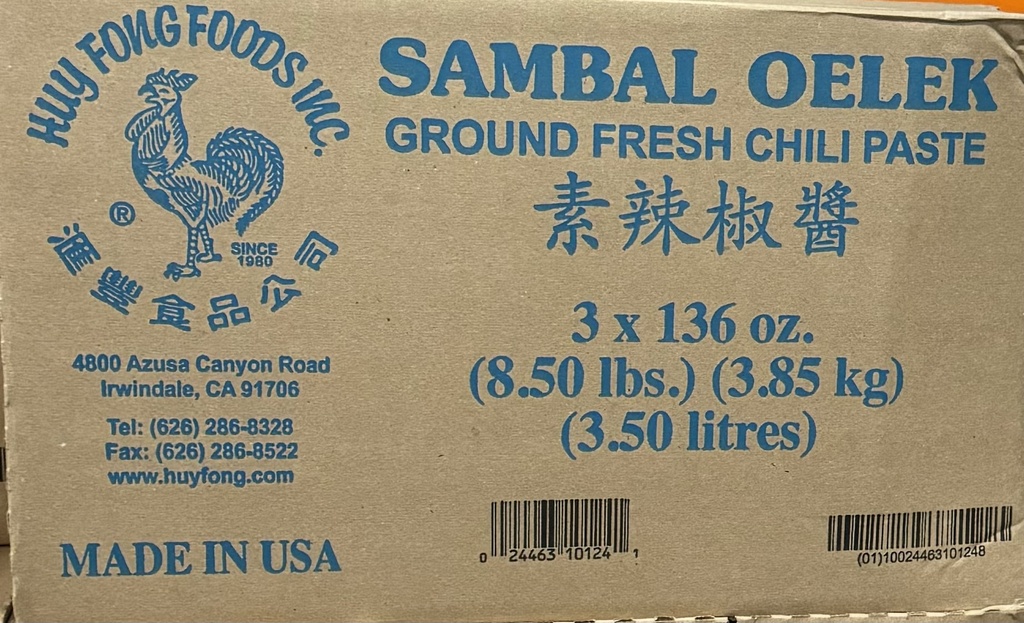 HUY FONG FOODS INC.
®
SINCE
1980
滙豐食品公司
4800 Azusa Canyon Road
Irwindale, CA 91706
Tel: (626) 286-8328
Fax: (626) 286-8522
www.huyfong.com
MADE IN USA
SAMBAL OELEK
GROUND FRESH CHILI PASTE
素辣椒醬
3 x 136 oz.
(8.50 lbs.) (3.85 kg)
(3.50 litres)
0 24463 10124 1
(01)10024463101248